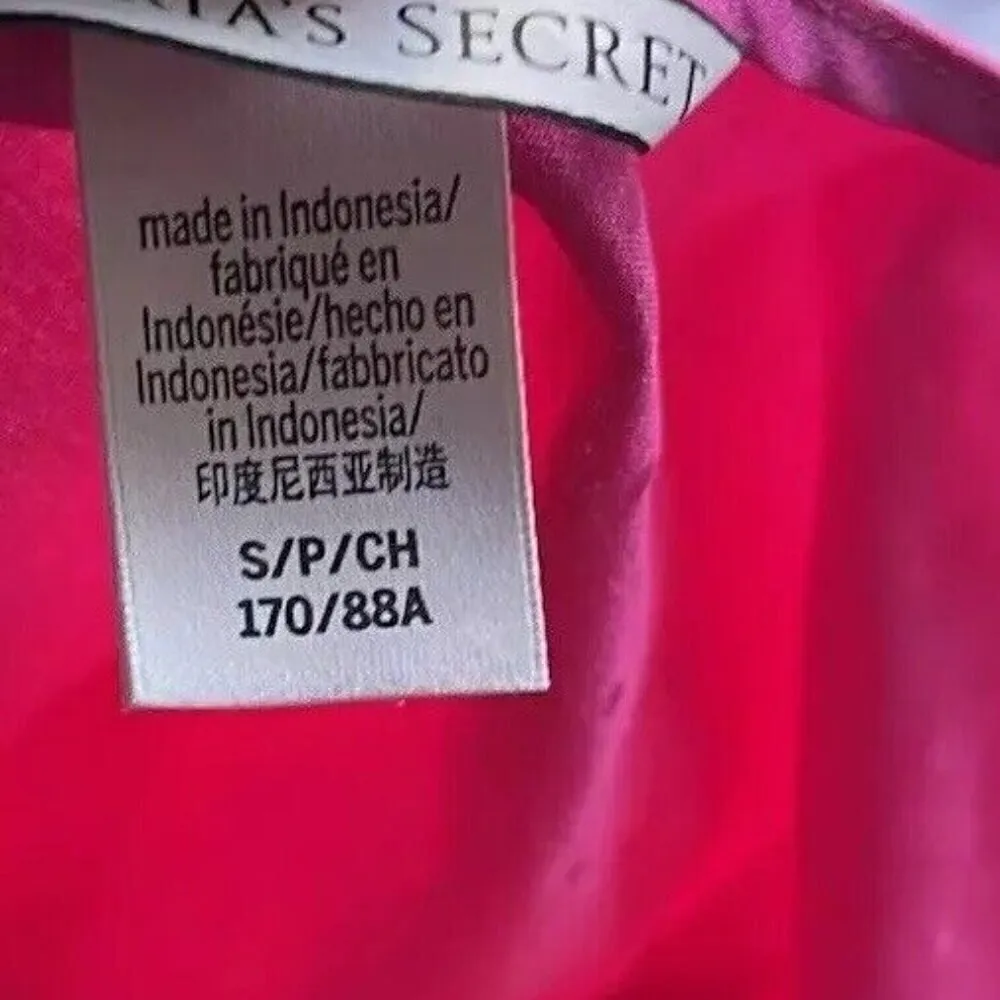 RIA'S SECRET
made in Indonesia/
fabriqué en
Indonésie/hecho en
Indonesia/fabbricato
in Indonesia/
印度尼西亚制造
S/P/CH
170/88A